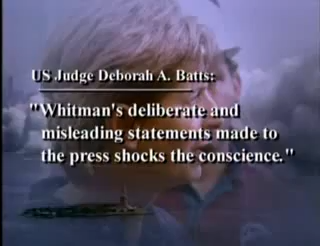 US Judge Deborah A. Batts:
"Whitman's deliberate and
misleading statements made to
the press shocks the conscience."